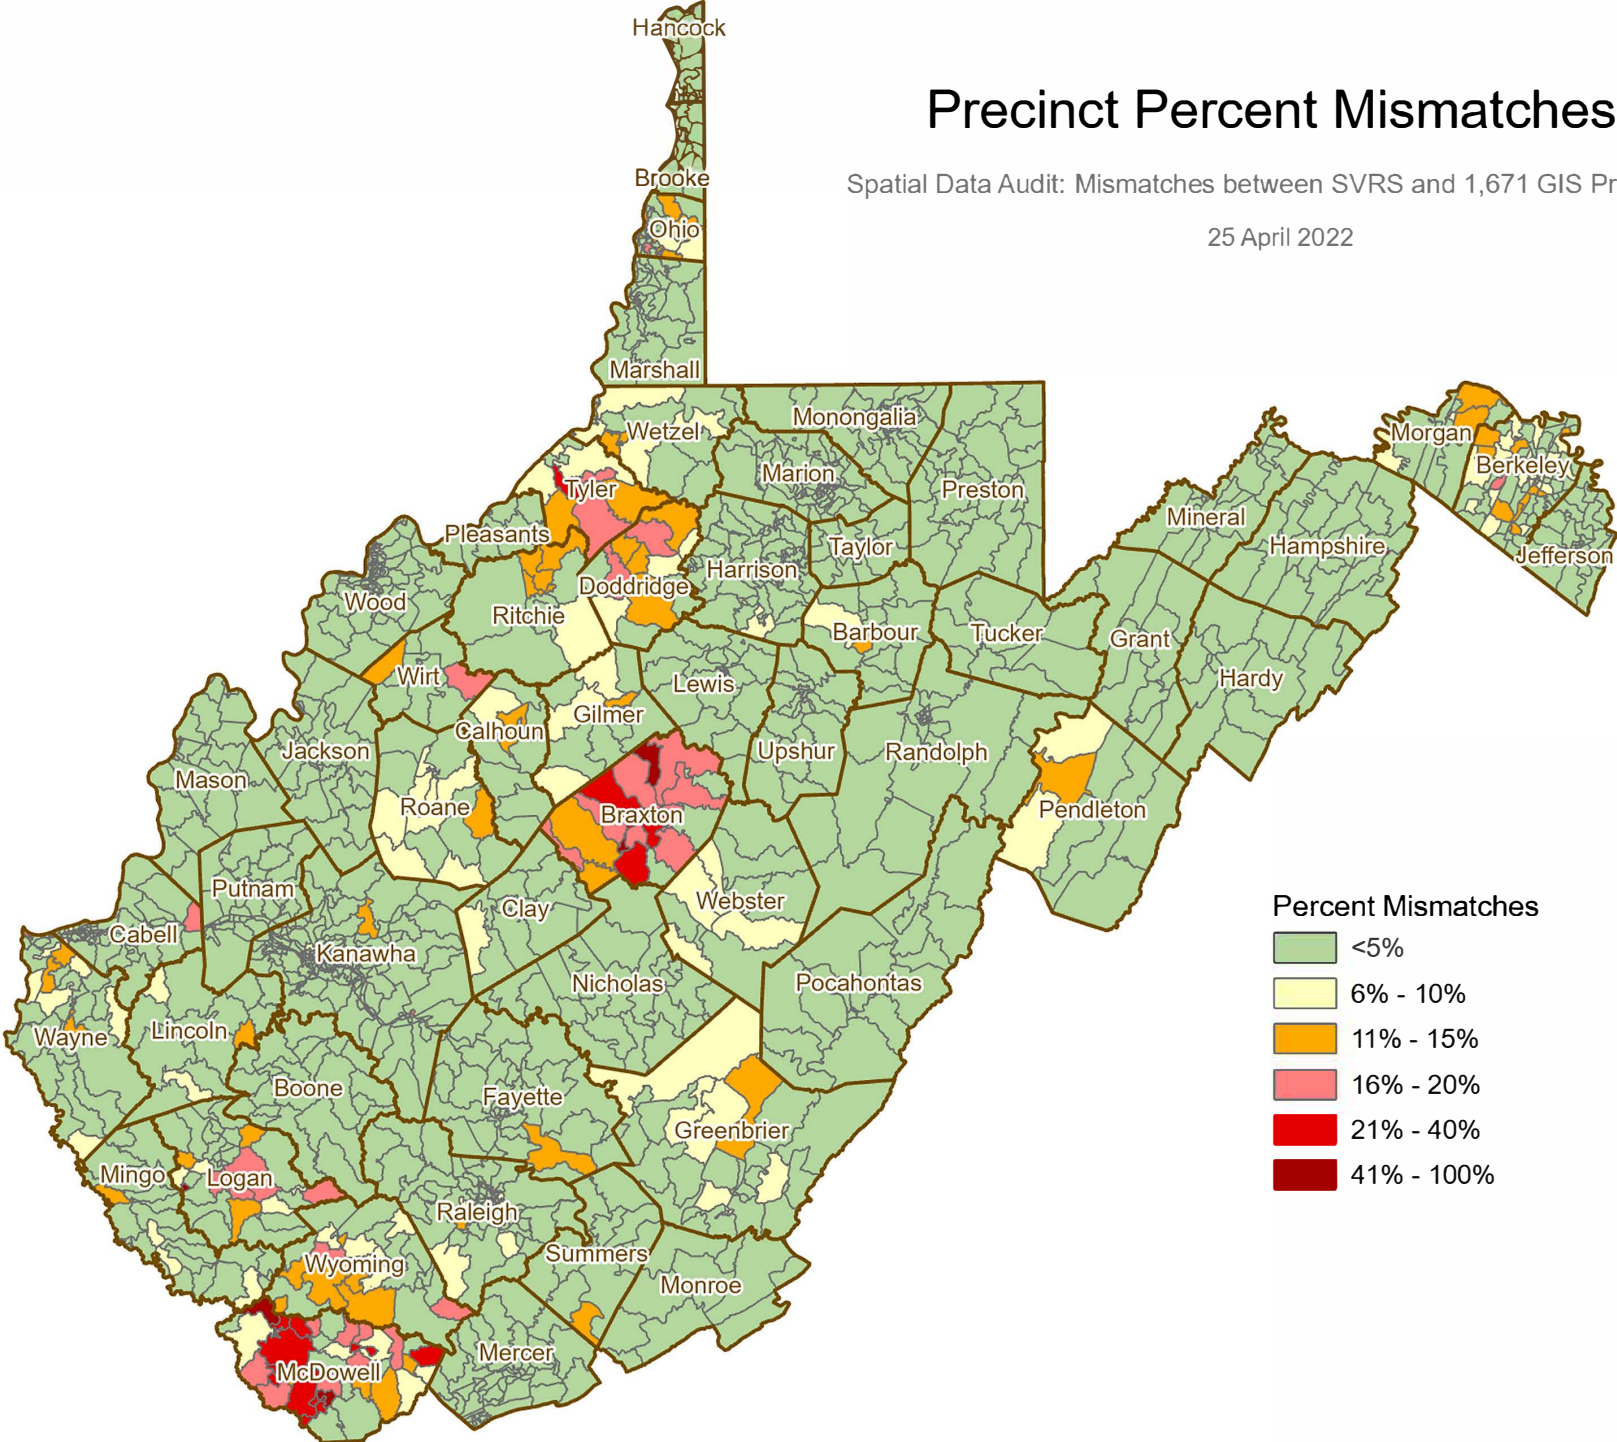 Hancock
Precinct Percent Mismatches
Brooke
Spatial Data Audit: Mismatches between SVRS and 1,671 GIS Pr
Ohio
25 April 2022
Marshall
Monongalia
Wetzel
Morgan
Marion
Berkeley
Tyler
Preston
Mineral
Pleasants
Taylor
Hampshire
Jefferson
Harrison
Doddridge
Wood
Ritchie
Barbour
Tucker
Grant
Wirt
Lewis
Hardy
Gilmer
Calhoun
Jackson
Upshur
Randolph
Mason
Roane
Braxton
Pendleton
Putnam
Webster
Clay
Percent Mismatches
Cabell
<5%
Kanawha
Nicholas
Pocahontas
6% - 10%
Wayne
Lincoln
11% - 15%
Boone
16% - 20%
Fayette
Greenbrier
21% - 40%
Mingo
Logan
41% - 100%
Raleigh
Summers
Wyoming
Monroe
Mercer
McDowell